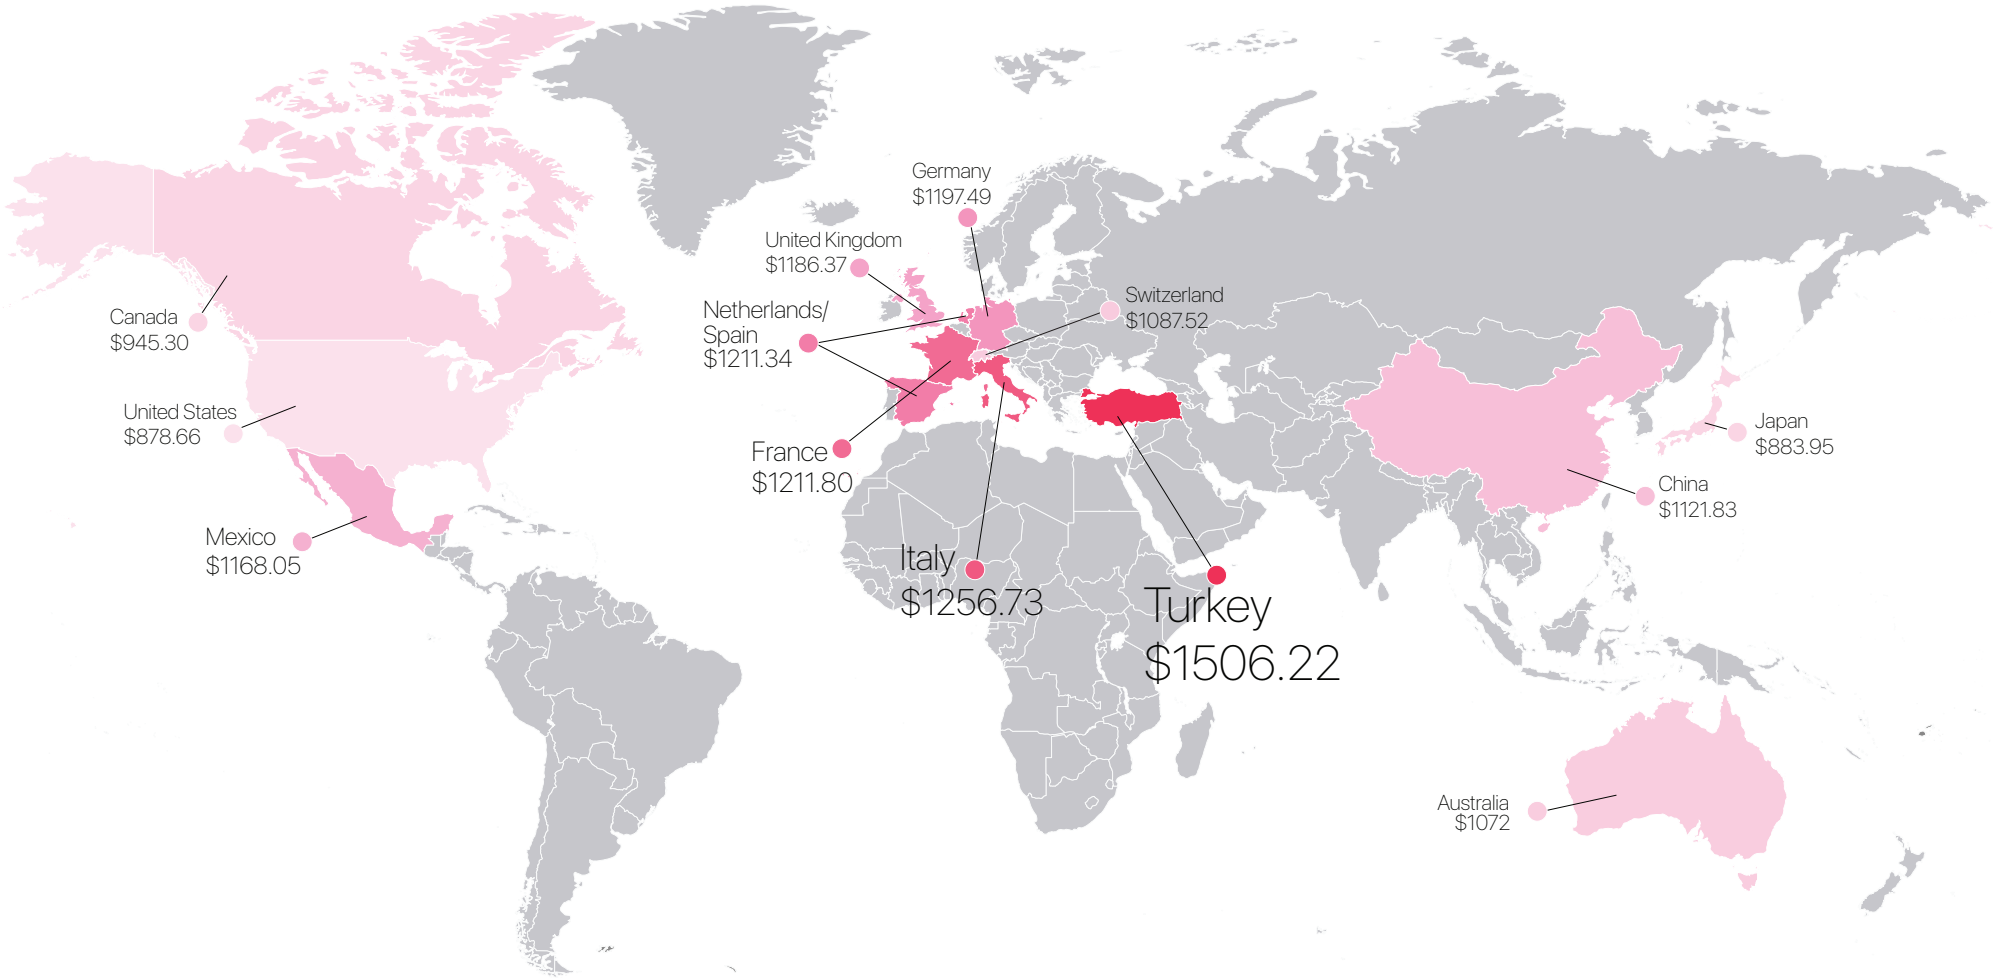 Germany
$1197.49
United Kingdom
$1186.37
Switzerland
$1087.52
Netherlands/
Spain
$1211.34
Canada
$945.30
United States
$878.66
France
$1211.80
Japan
$883.95
China
$1121.83
Mexico
$1168.05
Italy
$1256.73
Turkey
$1506.22
Australia
$1072